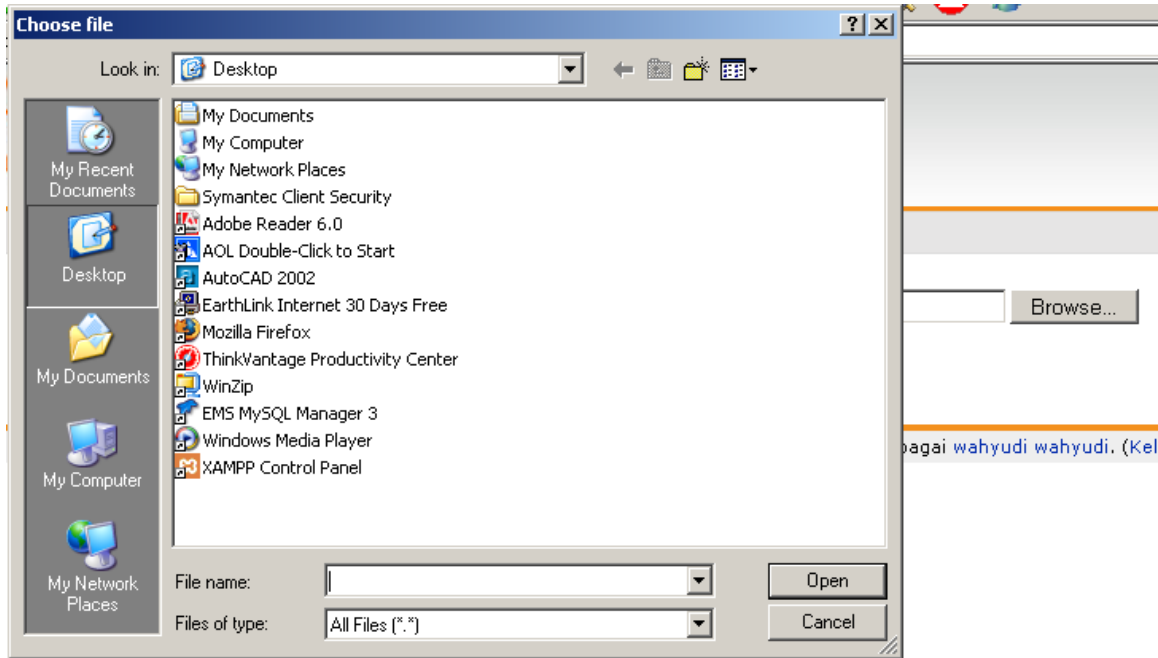 Choose file
Look in:
Desktop
My Recent
Documents
Desktop
My Documents
My Computer
My Network
Places
My Documents
My Computer
My Network Places
Symantec Client Security
Adobe Reader 6.0
AOL Double-Click to Start
AutoCAD 2002
EarthLink Internet 30 Days Free
Mozilla Firefox
ThinkVantage Productivity Center
WinZip
EMS MySQL Manager 3
Windows Media Player
XAMPP Control Panel
File name:
Open
Files of type:
All Files (*.*)
Cancel
Browse...
bagai wahyudi wahyudi. (Kel